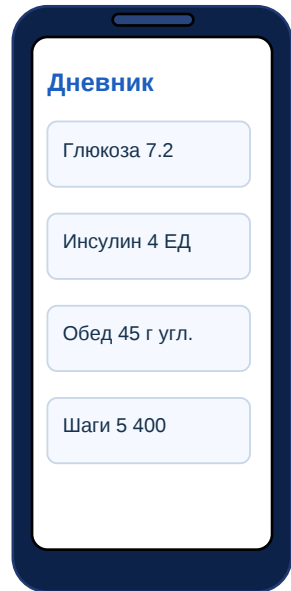 Дневник
Глюкоза 7.2
Инсулин 4 ЕД
Обед 45 г угл.
Шаги 5 400